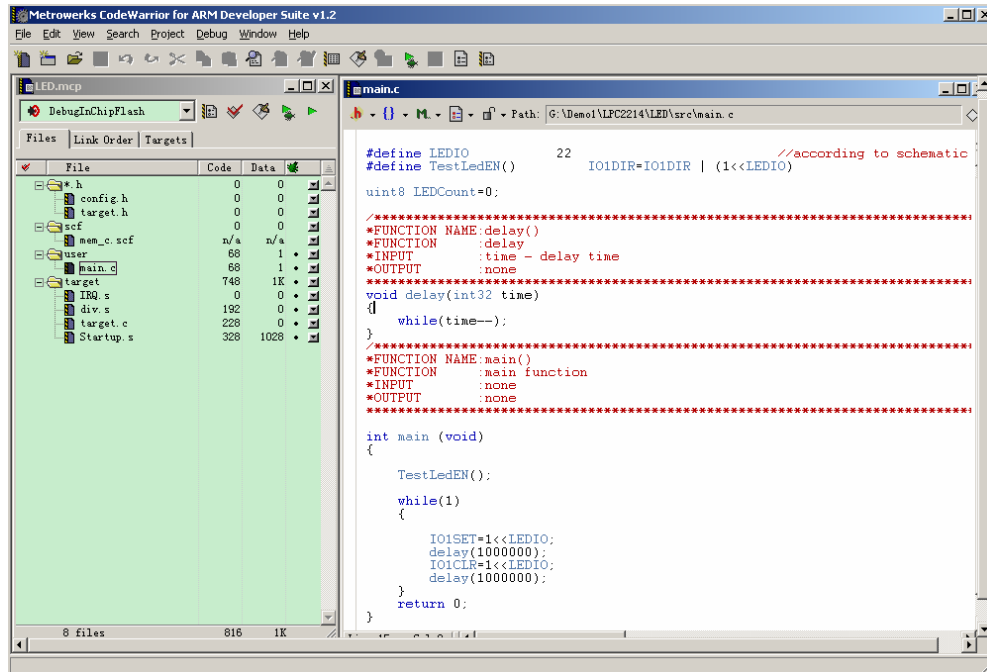 Metrowerks CodeWarrior for ARM Developer Suite v1.2
File Edit View Search Project Debug Window Help
LED.mcp
DebugInChipFlash
Files Link Order Targets
File Code Data
*.h 0 0
config.h 0 0
target.h 0 0
scf 0 0
mem_c.scf n/a n/a
user 68 1
main.c 68 1
target 748 1K
IRQ.s 0 0
div.s 192 0
target.c 228 0
Startup.s 328 1028
8 files 816 1K
main.c
.h {} M. Path: G:\Demo1\LPC2214\LED\src\main.c
#define LEDIO 22 //according to schematic
#define TestLedEN() IO1DIR=IO1DIR | (1<<LEDIO)
uint8 LEDCount=0;
/****************************************************************************
*FUNCTION NAME:delay()
*FUNCTION :delay
*INPUT :time - delay time
*OUTPUT :none
*****************************************************************************
void delay(int32 time)
{
while(time--);
}
/****************************************************************************
*FUNCTION NAME:main()
*FUNCTION :main function
*INPUT :none
*OUTPUT :none
*****************************************************************************
int main (void)
{
TestLedEN();
while(1)
{
IO1SET=1<<LEDIO;
delay(1000000);
IO1CLR=1<<LEDIO;
delay(1000000);
}
return 0;
}